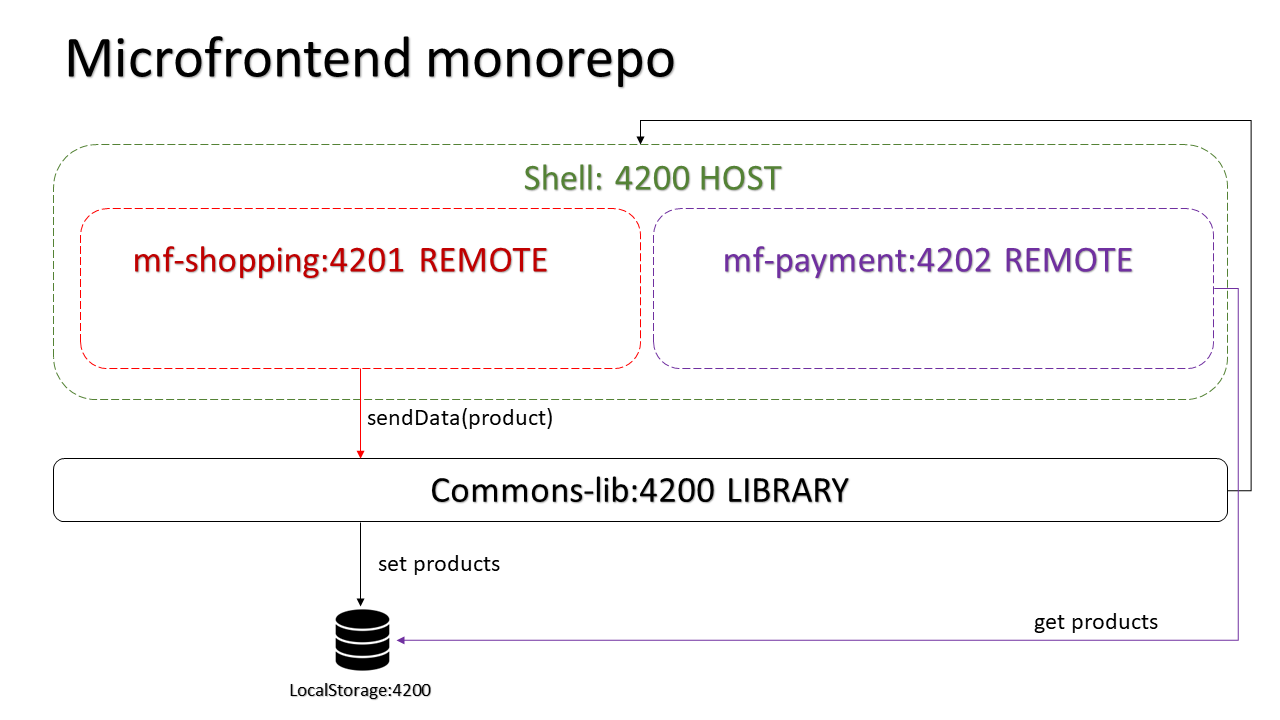 Microfrontend monorepo
Shell: 4200 HOST
mf-shopping:4201 REMOTE
mf-payment:4202 REMOTE
sendData(product)
Commons-lib:4200 LIBRARY
set products
get products
LocalStorage:4200